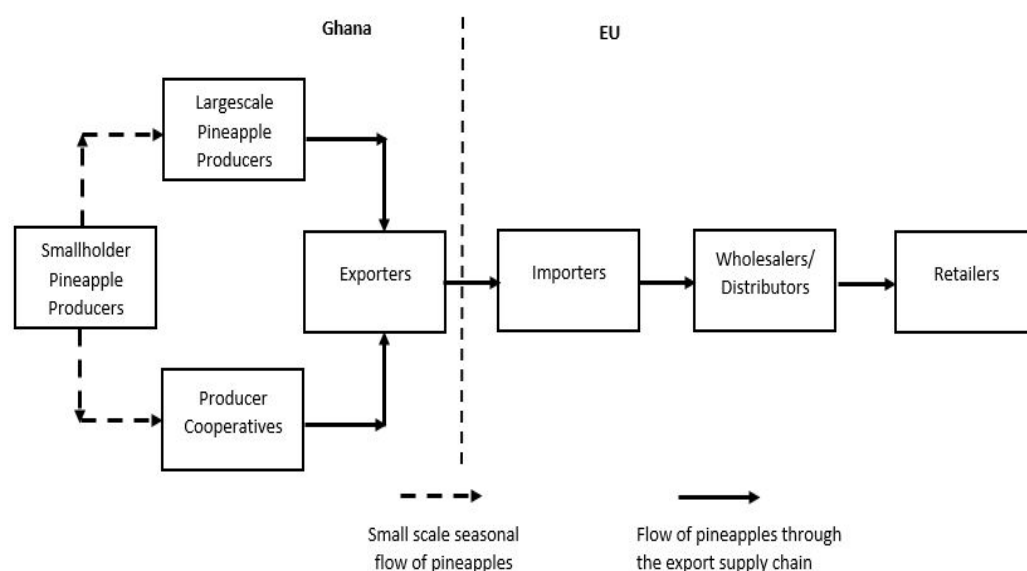 Ghana
EU
Largescale
Pineapple
Producers
Smallholder
Pineapple
Producers
Exporters
Importers
Wholesalers/
Distributors
Retailers
Producer
Cooperatives
Small scale seasonal
flow of pineapples
Flow of pineapples through
the export supply chain